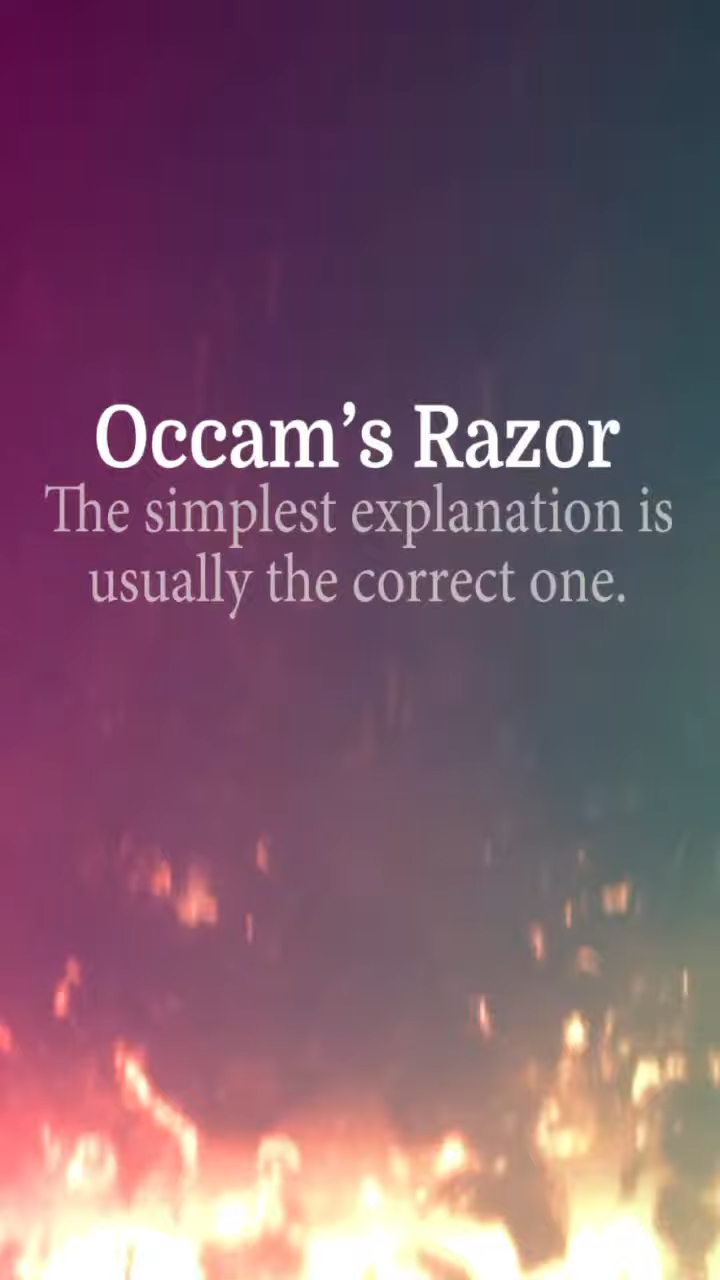 Occam’s Razor
The simplest explanation is
usually the correct one.